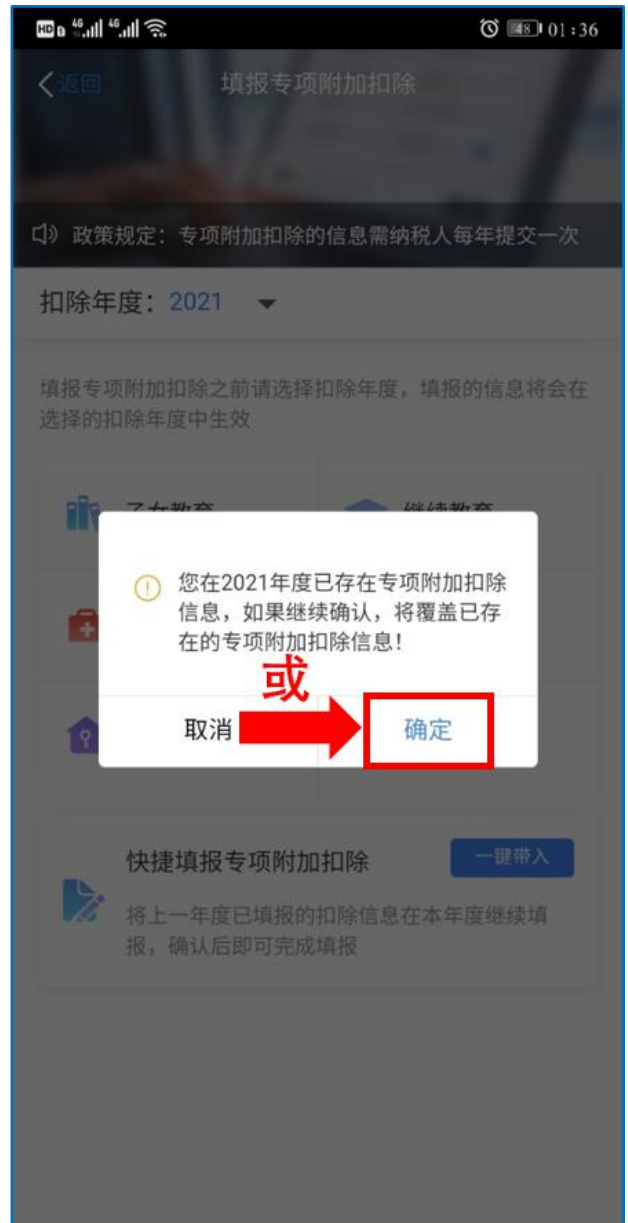 HD 4G 4G 48 01:36
返回 填报专项附加扣除
政策规定：专项附加扣除的信息需纳税人每年提交一次
扣除年度：2021
填报专项附加扣除之前请选择扣除年度，填报的信息将会在
选择的扣除年度中生效
子女教育 继续教育
您在2021年度已存在专项附加扣除
信息，如果继续确认，将覆盖已存
在的专项附加扣除信息！
或
取消 确定
快捷填报专项附加扣除 一键带入
将上一年度已填报的扣除信息在本年度继续填
报，确认后即可完成填报